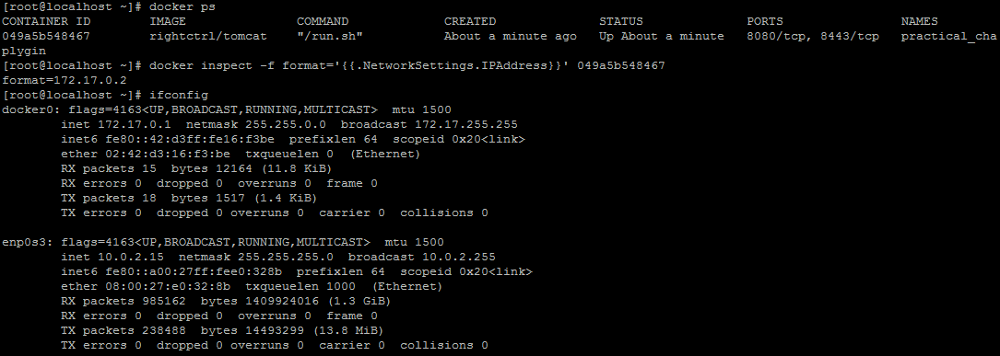 [root@localhost ~]# docker ps
CONTAINER ID        IMAGE               COMMAND             CREATED              STATUS              PORTS                NAMES
049a5b548467        rightctrl/tomcat    "/run.sh"           About a minute ago   Up About a minute   8080/tcp, 8443/tcp   practical_cha
plygin
[root@localhost ~]# docker inspect -f format='{{.NetworkSettings.IPAddress}}' 049a5b548467
format=172.17.0.2
[root@localhost ~]# ifconfig
docker0: flags=4163<UP,BROADCAST,RUNNING,MULTICAST>  mtu 1500
        inet 172.17.0.1  netmask 255.255.0.0  broadcast 172.17.255.255
        inet6 fe80::42:d3ff:fe16:f3be  prefixlen 64  scopeid 0x20<link>
        ether 02:42:d3:16:f3:be  txqueuelen 0  (Ethernet)
        RX packets 15  bytes 12164 (11.8 KiB)
        RX errors 0  dropped 0  overruns 0  frame 0
        TX packets 18  bytes 1517 (1.4 KiB)
        TX errors 0  dropped 0 overruns 0  carrier 0  collisions 0
enp0s3: flags=4163<UP,BROADCAST,RUNNING,MULTICAST>  mtu 1500
        inet 10.0.2.15  netmask 255.255.255.0  broadcast 10.0.2.255
        inet6 fe80::a00:27ff:fee0:328b  prefixlen 64  scopeid 0x20<link>
        ether 08:00:27:e0:32:8b  txqueuelen 1000  (Ethernet)
        RX packets 985162  bytes 1409924016 (1.3 GiB)
        RX errors 0  dropped 0  overruns 0  frame 0
        TX packets 238488  bytes 14493299 (13.8 MiB)
        TX errors 0  dropped 0 overruns 0  carrier 0  collisions 0